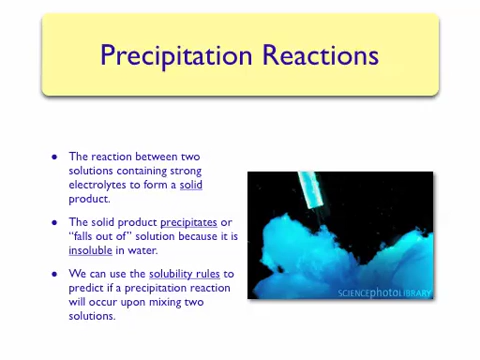 Precipitation Reactions
● The reaction between two
solutions containing strong
electrolytes to form a solid
product.
● The solid product precipitates or
“falls out of” solution because it is
insoluble in water.
● We can use the solubility rules to
predict if a precipitation reaction
will occur upon mixing two
solutions.
SCIENCEphotoLIBRARY